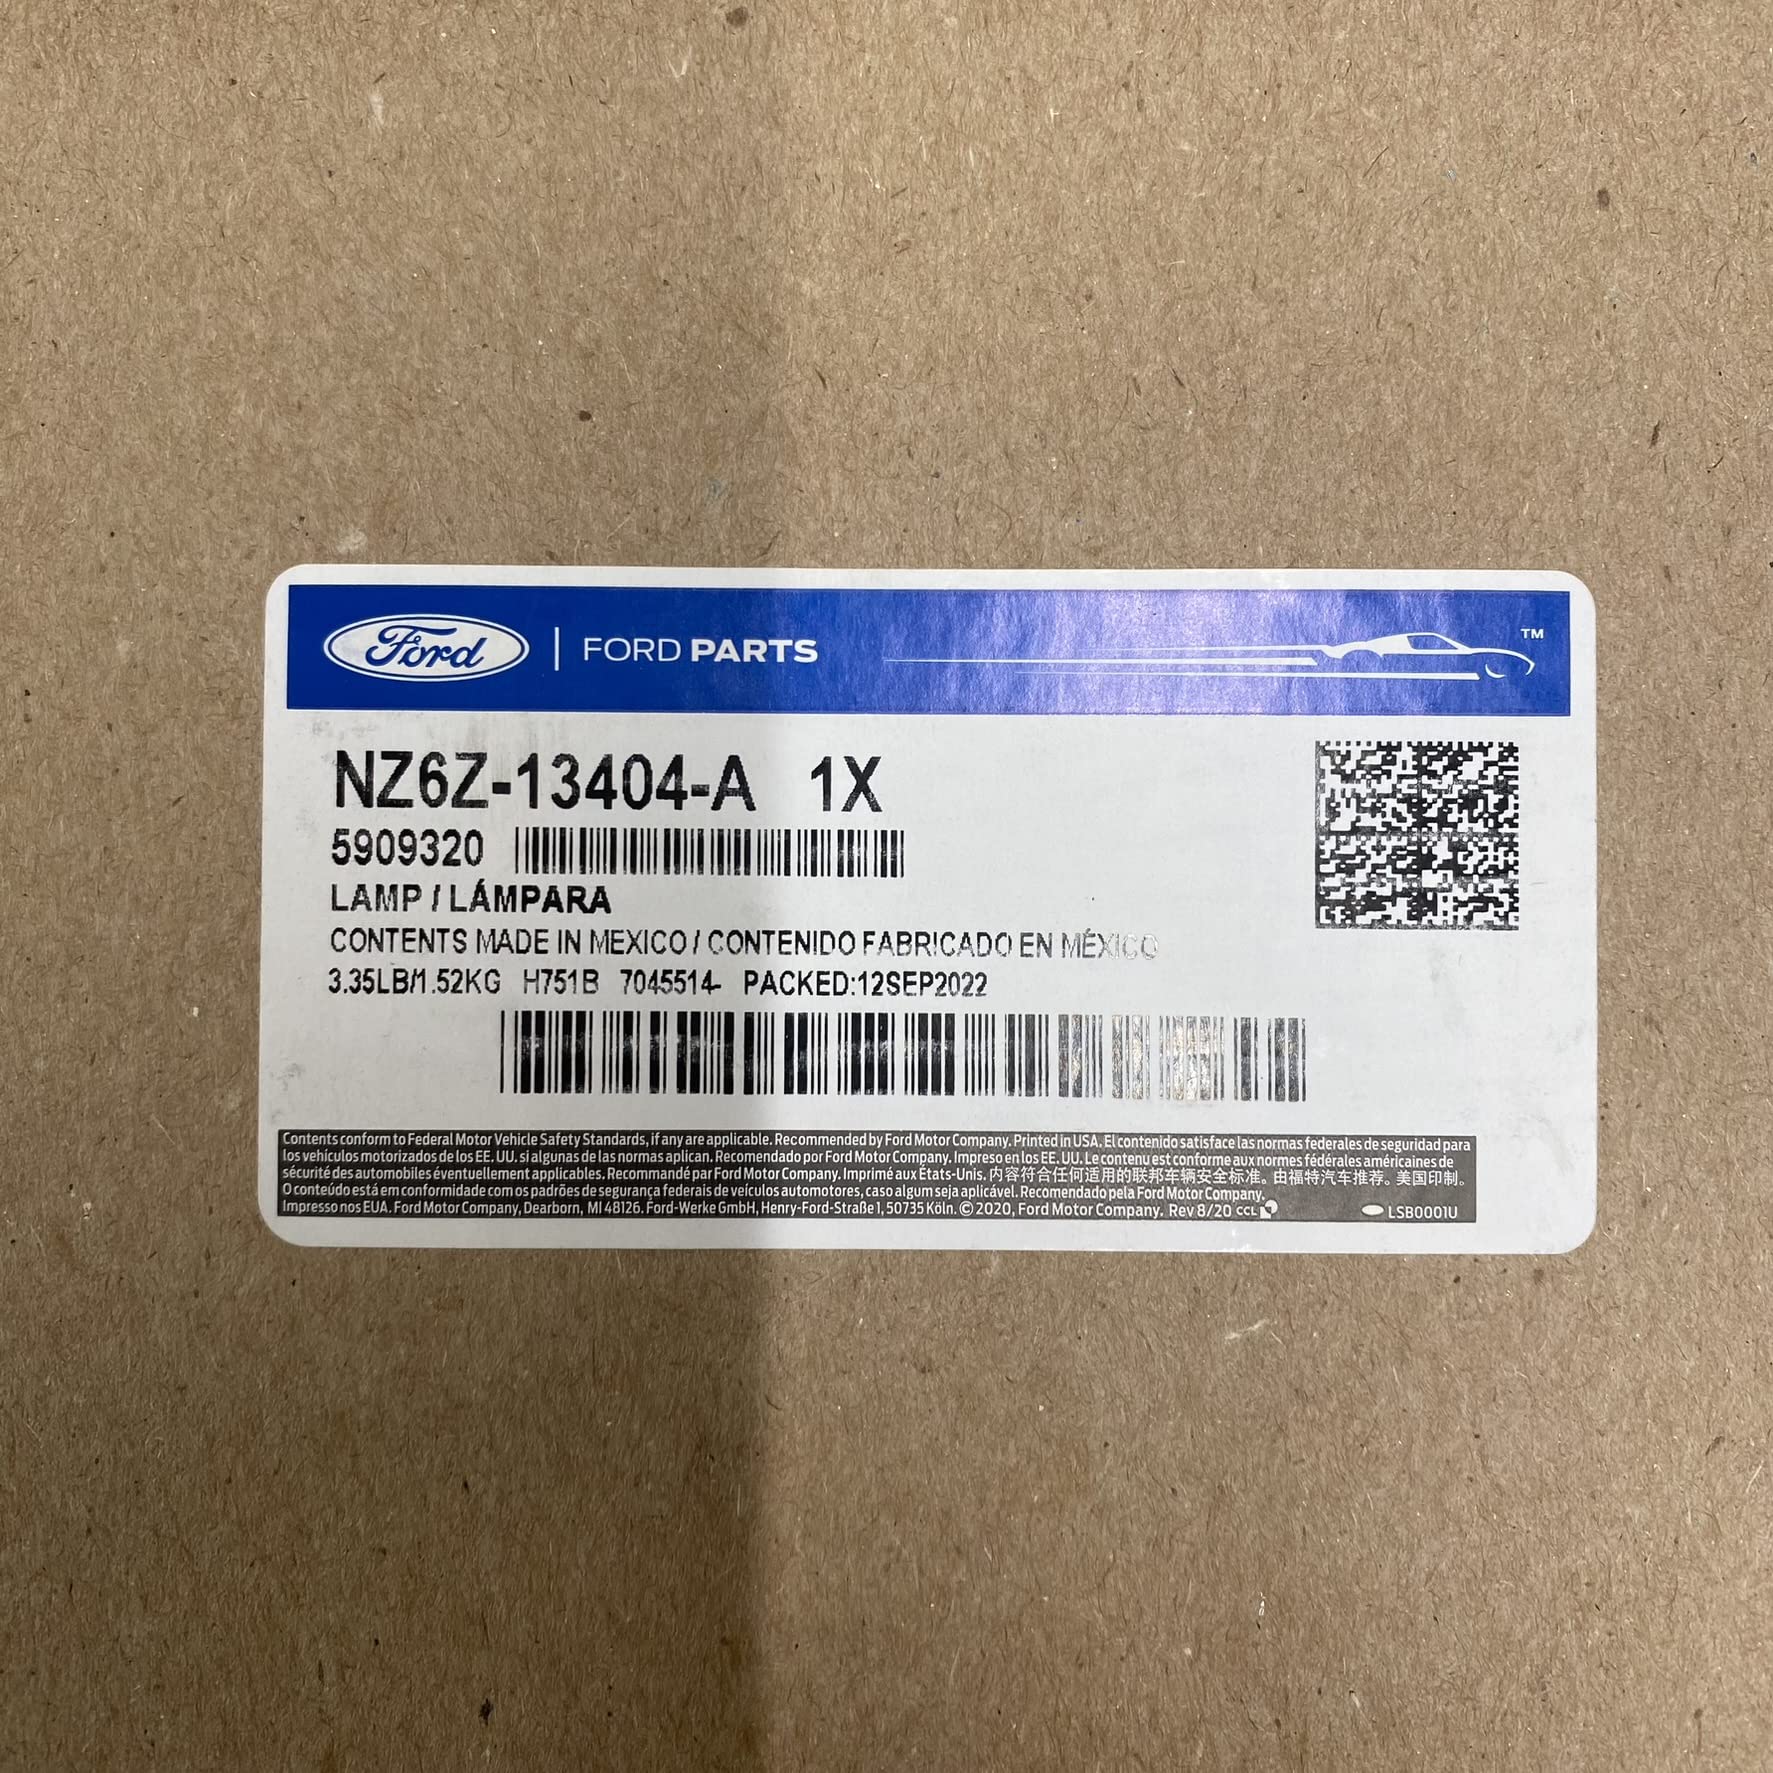 Ford | FORD PARTS ™
NZ6Z-13404-A 1X
5909320
LAMP / LÁMPARA
CONTENTS MADE IN MEXICO / CONTENIDO FABRICADO EN MÉXICO
3.35LB/1.52KG H751B 7045514- PACKED:12SEP2022
Contents conform to Federal Motor Vehicle Safety Standards, if any are applicable. Recommended by Ford Motor Company. Printed in USA. El contenido satisface las normas federales de seguridad para
los vehículos motorizados de los EE. UU. si algunas de las normas aplican. Recomendado por Ford Motor Company. Impreso en los EE. UU. Le contenu est conforme aux normes fédérales américaines de
sécurité des automobiles éventuellement applicables. Recommandé par Ford Motor Company. Imprimé aux États-Unis. 内容符合任何适用的联邦车辆安全标准。由福特汽车推荐。美国印制。
O conteúdo está em conformidade com os padrões de segurança federais de veículos automotores, caso algum seja aplicável. Recomendado pela Ford Motor Company.
Impresso nos EUA. Ford Motor Company, Dearborn, MI 48126. Ford-Werke GmbH, Henry-Ford-Straße 1, 50735 Köln. © 2020, Ford Motor Company. Rev 8/20 CCL LSB0001U